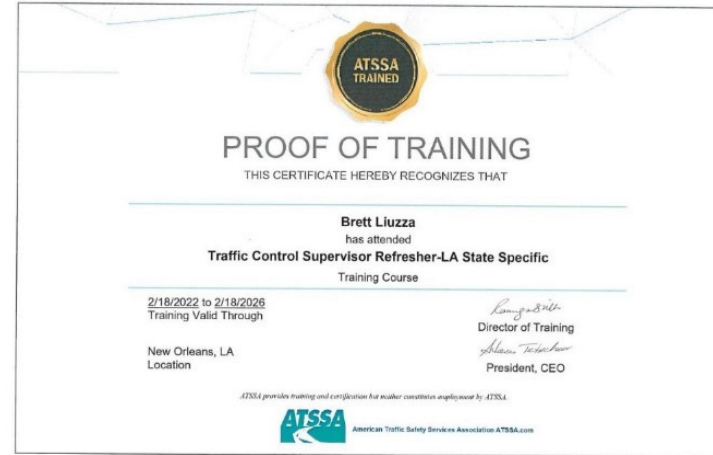 ATSSA
TRAINED
PROOF OF TRAINING
THIS CERTIFICATE HEREBY RECOGNIZES THAT
Brett Liuzza
has attended
Traffic Control Supervisor Refresher-LA State Specific
Training Course
2/18/2022 to 2/18/2026
Training Valid Through
Director of Training
New Orleans, LA
Location
President, CEO
ATSSA provides training and certification but neither constitutes employment by ATSSA.
ATSSA
American Traffic Safety Services Association ATSSA.com